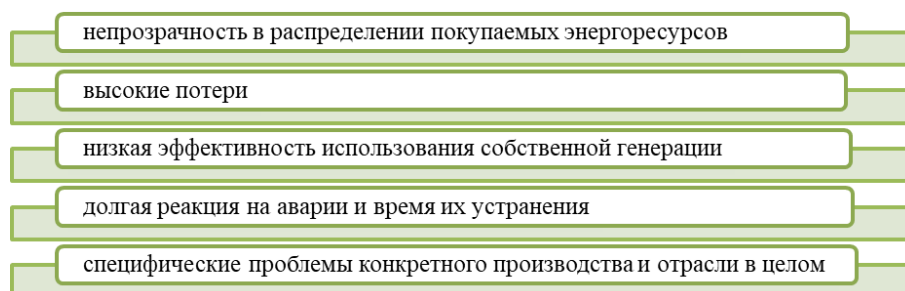 непрозрачность в распределении покупаемых энергоресурсов
высокие потери
низкая эффективность использования собственной генерации
долгая реакция на аварии и время их устранения
специфические проблемы конкретного производства и отрасли в целом